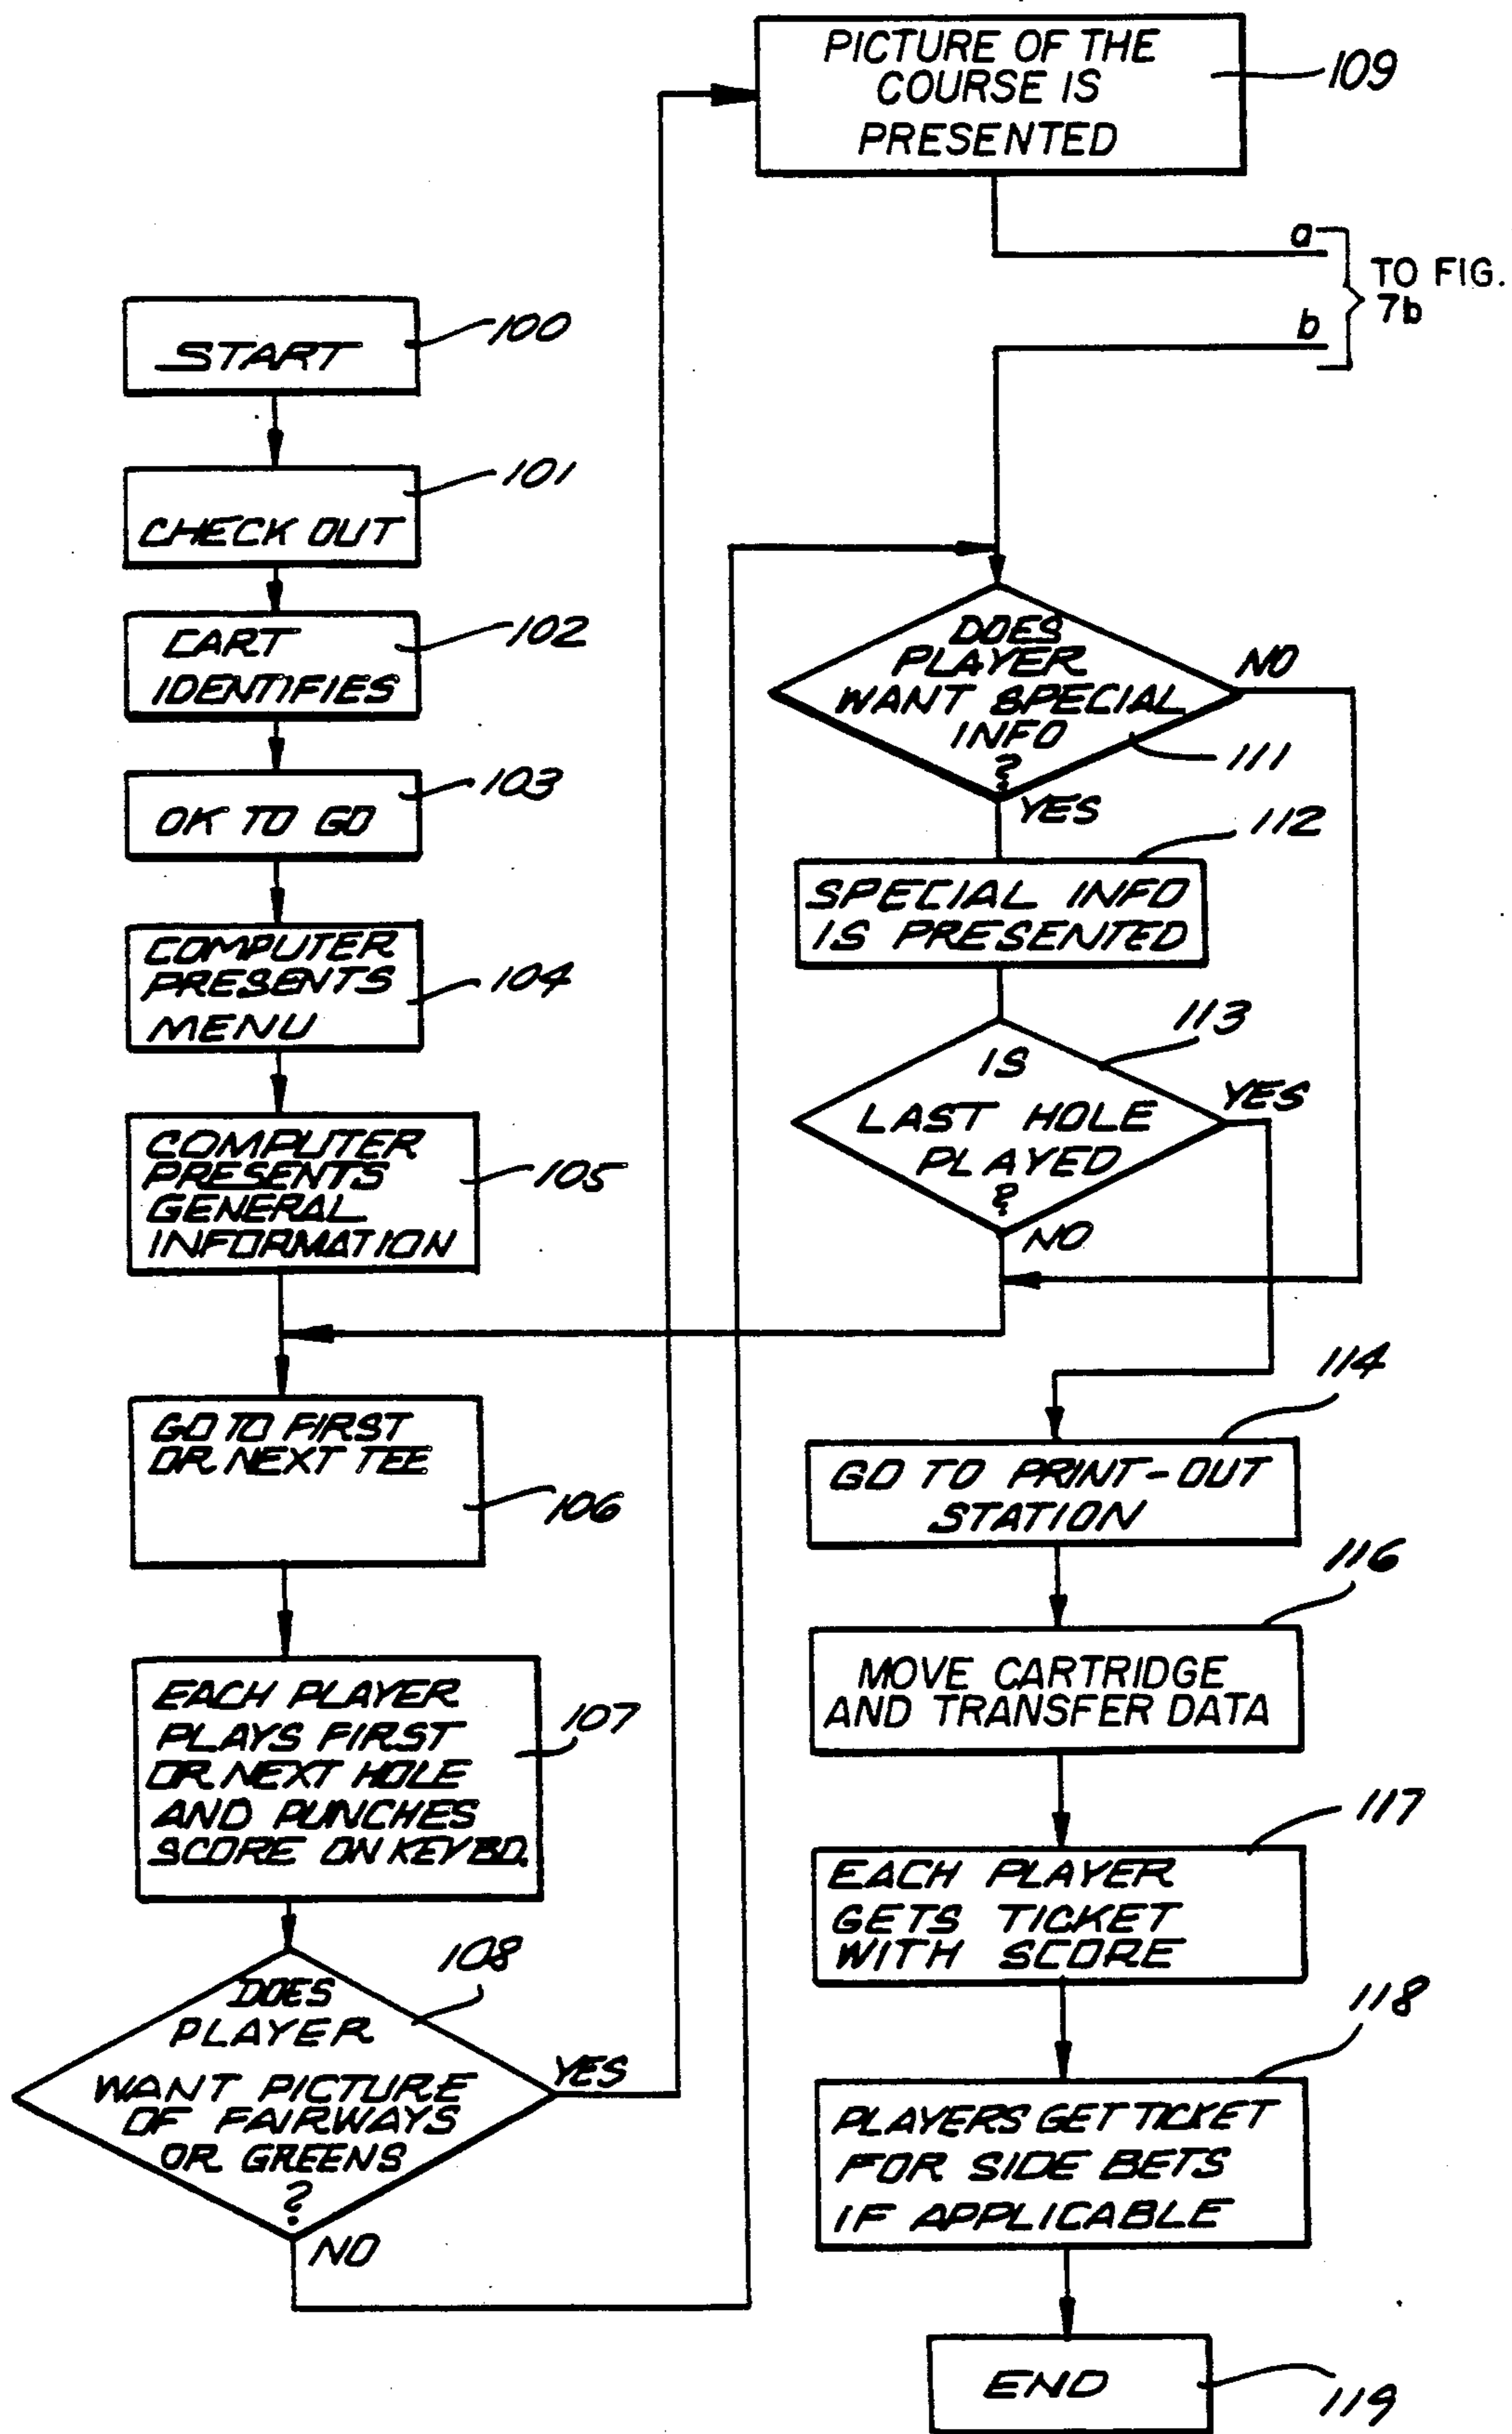 START
100
CHECK OUT
101
CART
IDENTIFIES
102
OK TO GO
103
COMPUTER
PRESENTS
MENU
104
COMPUTER
PRESENTS
GENERAL
INFORMATION
105
GO TO FIRST
OR NEXT TEE
106
EACH PLAYER
PLAYS FIRST
OR NEXT HOLE
AND PUNCHES
SCORE ON KEYBD.
107
DOES
PLAYER
WANT PICTURE
OF FAIRWAYS
OR GREENS
?
108
YES
NO
PICTURE OF THE
COURSE IS
PRESENTED
109
a
b
TO FIG.
7b
DOES
PLAYER
WANT SPECIAL
INFO
?
111
NO
YES
SPECIAL INFO
IS PRESENTED
112
IS
LAST HOLE
PLAYED
?
113
YES
NO
GO TO PRINT-OUT
STATION
114
MOVE CARTRIDGE
AND TRANSFER DATA
116
EACH PLAYER
GETS TICKET
WITH SCORE
117
PLAYERS GET TICKET
FOR SIDE BETS
IF APPLICABLE
118
END
119